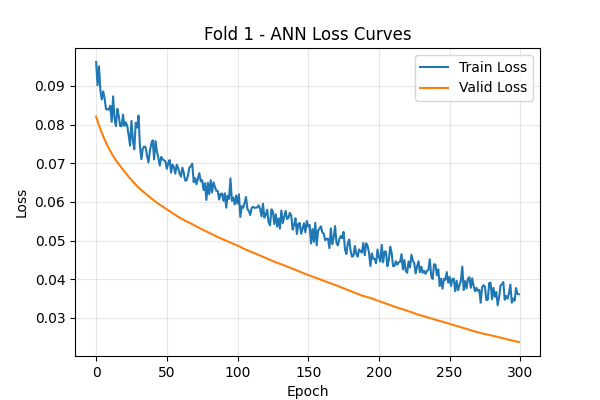 Fold 1 - ANN Loss Curves
Train Loss
Valid Loss
Loss
0.09
0.08
0.07
0.06
0.05
0.04
0.03
0 50 100 150 200 250 300
Epoch